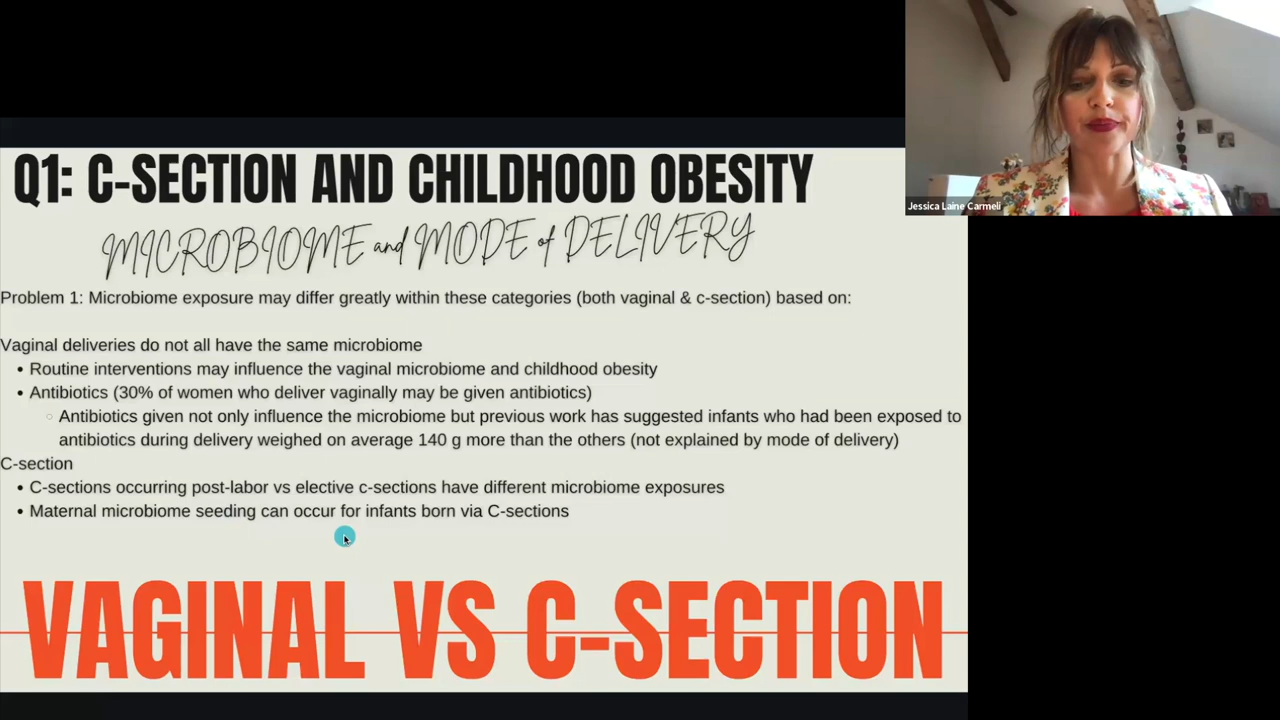 Q1: C-SECTION AND CHILDHOOD OBESITY
MICROBIOME and MODE of DELIVERY
Jessica Laine Carmeli
Problem 1: Microbiome exposure may differ greatly within these categories (both vaginal & c-section) based on:
Vaginal deliveries do not all have the same microbiome
• Routine interventions may influence the vaginal microbiome and childhood obesity
• Antibiotics (30% of women who deliver vaginally may be given antibiotics)
○ Antibiotics given not only influence the microbiome but previous work has suggested infants who had been exposed to
antibiotics during delivery weighed on average 140 g more than the others (not explained by mode of delivery)
C-section
• C-sections occurring post-labor vs elective c-sections have different microbiome exposures
• Maternal microbiome seeding can occur for infants born via C-sections
VAGINAL VS C-SECTION